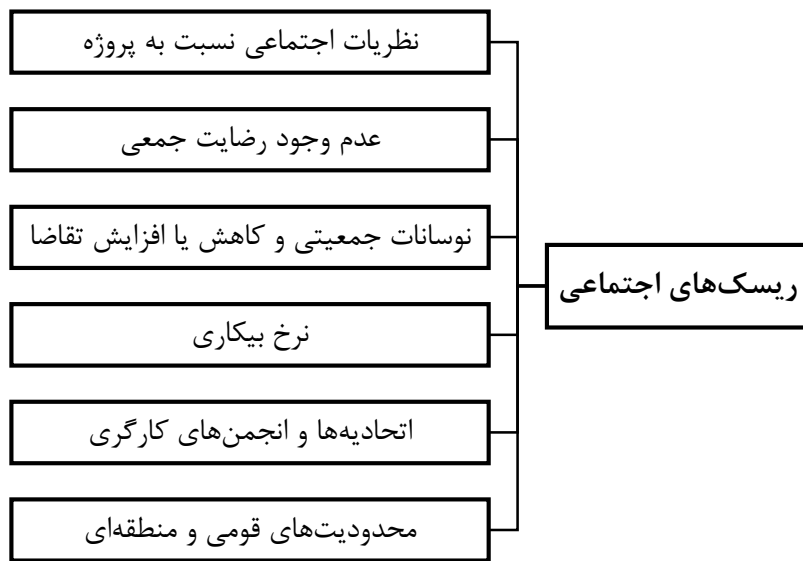 ریسک‌های اجتماعی
نظریات اجتماعی نسبت به پروژه
عدم وجود رضایت جمعی
نوسانات جمعیتی و کاهش یا افزایش تقاضا
نرخ بیکاری
اتحادیه‌ها و انجمن‌های کارگری
محدودیت‌های قومی و منطقه‌ای